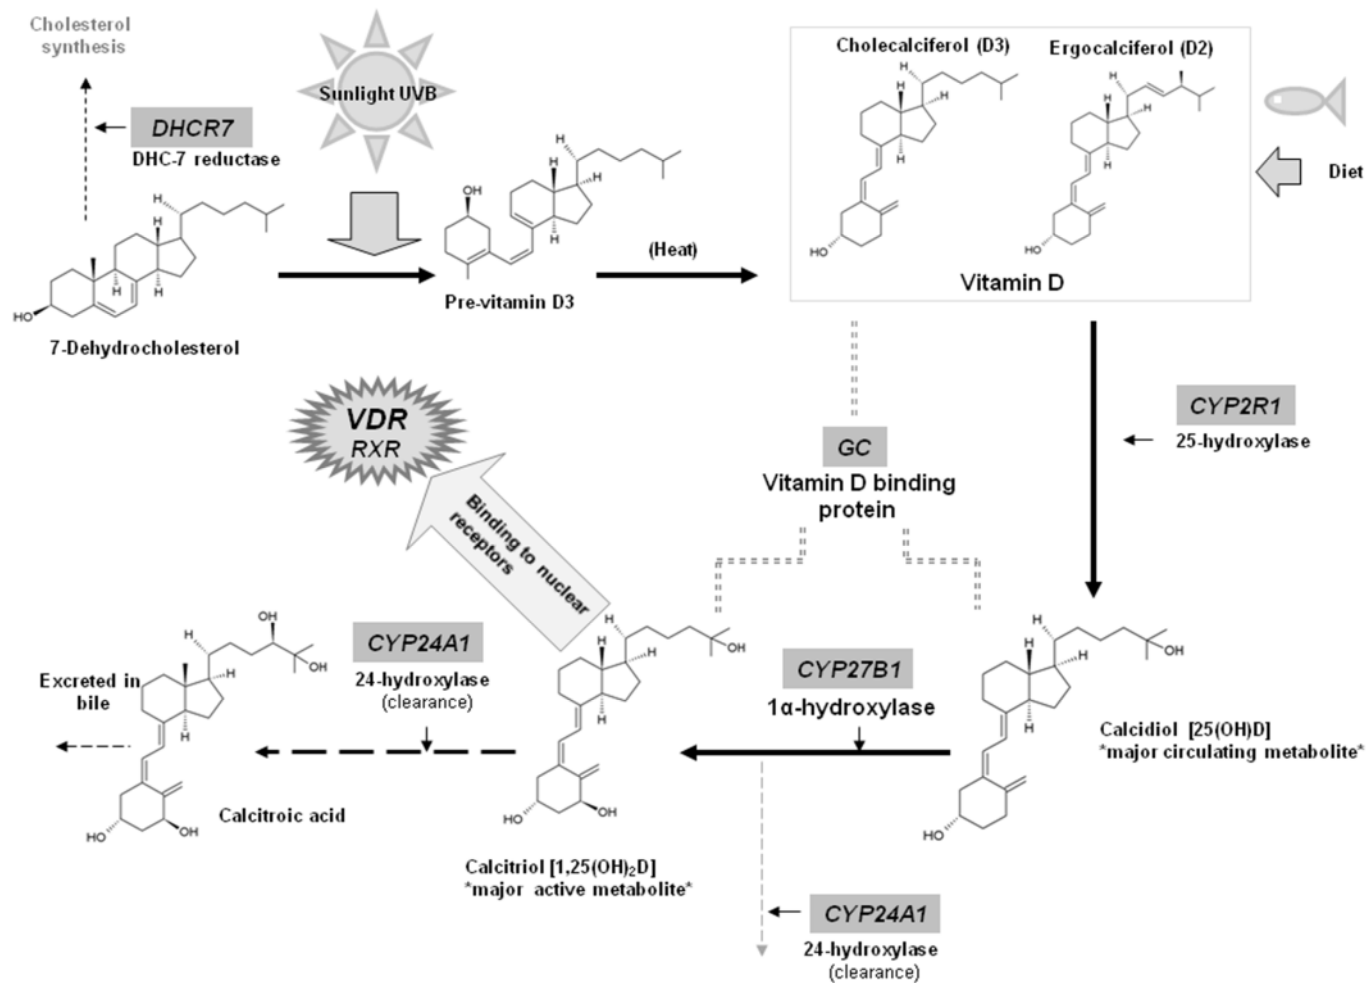 Cholesterol
synthesis
DHCR7
DHC-7 reductase
Sunlight UVB
HO
H
H
H
H
7-Dehydrocholesterol
OH
H
H
H
H
Pre-vitamin D3
(Heat)
Cholecalciferol (D3)
H
H
H
H
HO
Ergocalciferol (D2)
H
H
H
H
HO
Vitamin D
Diet
VDR
RXR
Binding to nuclear
receptors
GC
Vitamin D binding
protein
CYP2R1
25-hydroxylase
H
H
H
H
OH
HO
Calcidiol [25(OH)D]
*major circulating metabolite*
CYP27B1
1α-hydroxylase
CYP24A1
24-hydroxylase
(clearance)
H
H
H
H
OH
HO
OH
Calcitriol [1,25(OH)₂D]
*major active metabolite*
CYP24A1
24-hydroxylase
(clearance)
OH
OH
H
H
H
HO
OH
Calcitroic acid
Excreted in
bile